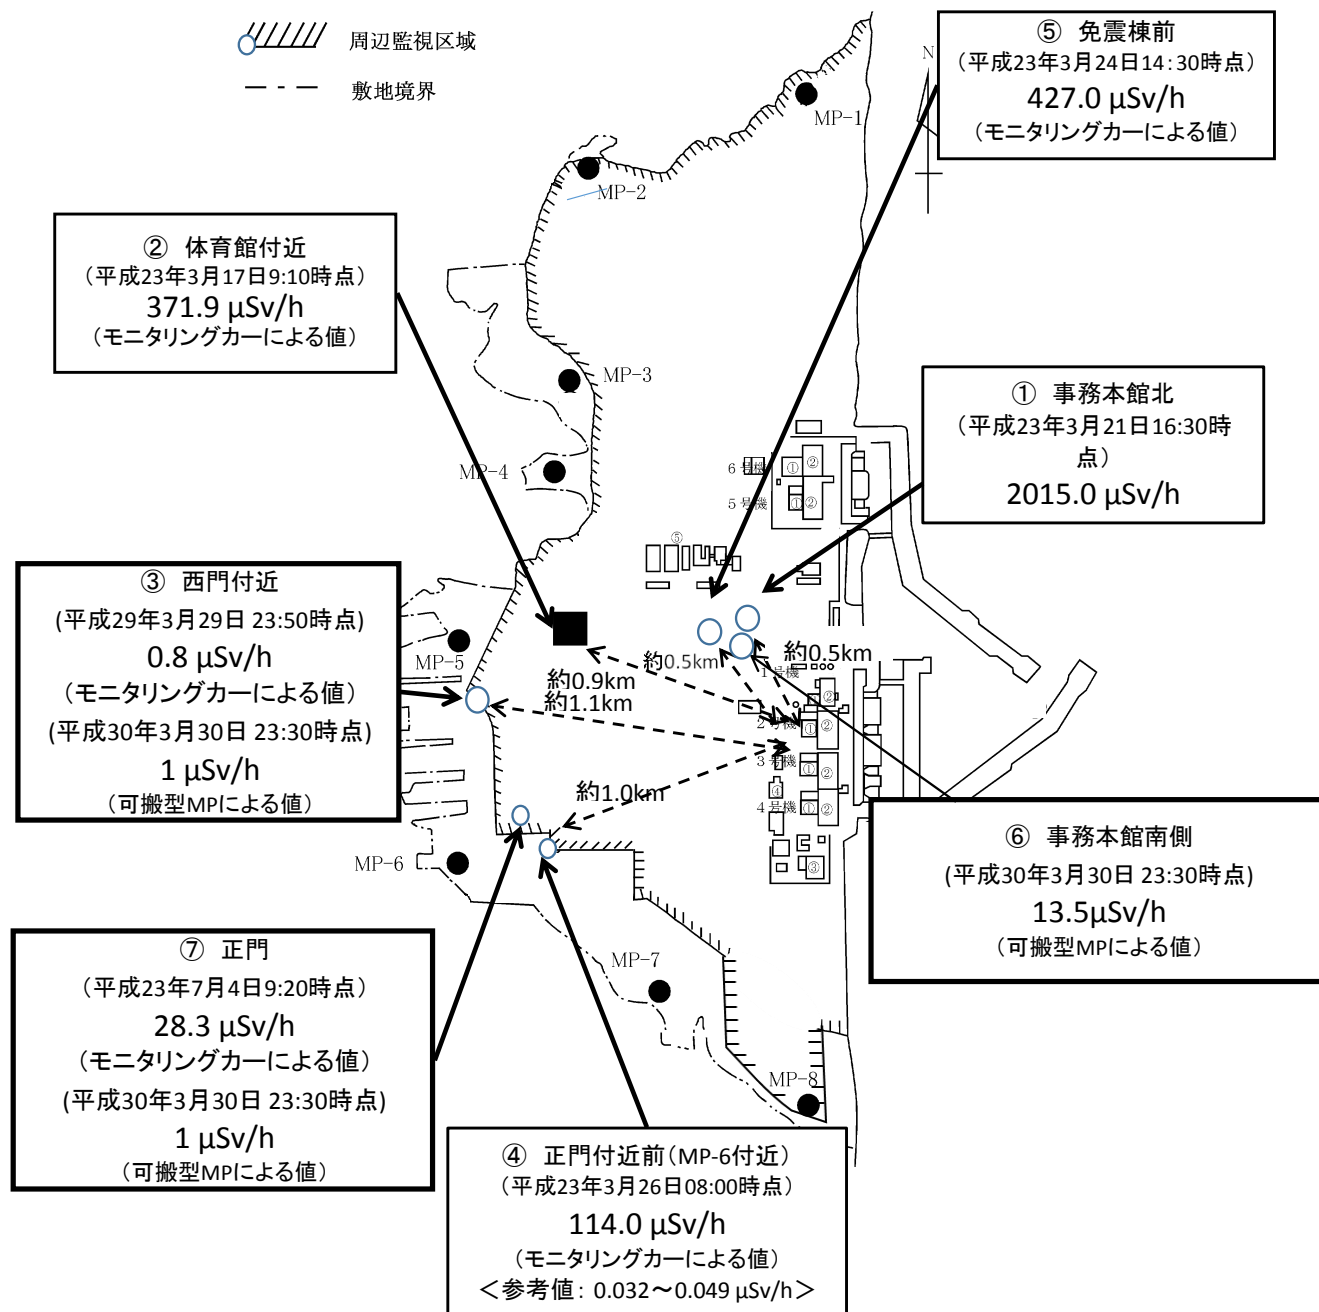 周辺監視区域
敷地境界
⑤ 免震棟前
（平成23年3月24日14：30時点）
427.0 μSv/h
（モニタリングカーによる値）
N
MP-1
MP-2
② 体育館付近
（平成23年3月17日9:10時点）
371.9 μSv/h
（モニタリングカーによる値）
MP-3
① 事務本館北
（平成23年3月21日16:30時
点）
2015.0 μSv/h
MP-4
6号機
①
②
5号機
①
②
⑤
③ 西門付近
(平成29年3月29日 23:50時点)
0.8 μSv/h
（モニタリングカーによる値）
(平成30年3月30日 23:30時点)
1 μSv/h
（可搬型MPによる値）
MP-5
約0.5km
約0.5km
約0.9km
約1.1km
1号機
②
2号機
①
②
3号機
①
②
④
4号機
①
②
③
約1.0km
MP-6
⑥ 事務本館南側
(平成30年3月30日 23:30時点)
13.5μSv/h
（可搬型MPによる値）
⑦ 正門
（平成23年7月4日9:20時点）
28.3 μSv/h
（モニタリングカーによる値）
(平成30年3月30日 23:30時点)
1 μSv/h
（可搬型MPによる値）
MP-7
MP-8
④ 正門付近前（MP-6付近）
（平成23年3月26日08:00時点）
114.0 μSv/h
（モニタリングカーによる値）
＜参考値：0.032～0.049 μSv/h＞